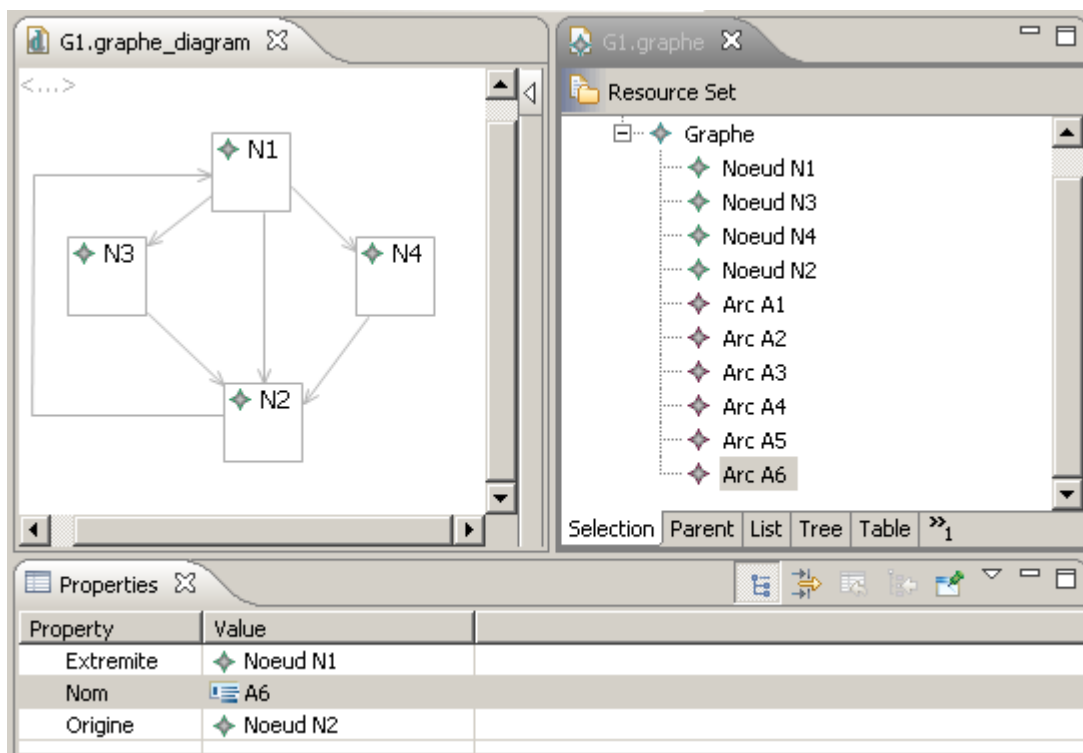 G1.graphe_diagram
<...>
N1
N3
N4
N2
G1.graphe
Resource Set
Graphe
Noeud N1
Noeud N3
Noeud N4
Noeud N2
Arc A1
Arc A2
Arc A3
Arc A4
Arc A5
Arc A6
Selection Parent List Tree Table »1
Properties
Property Value
Extremite Noeud N1
Nom A6
Origine Noeud N2